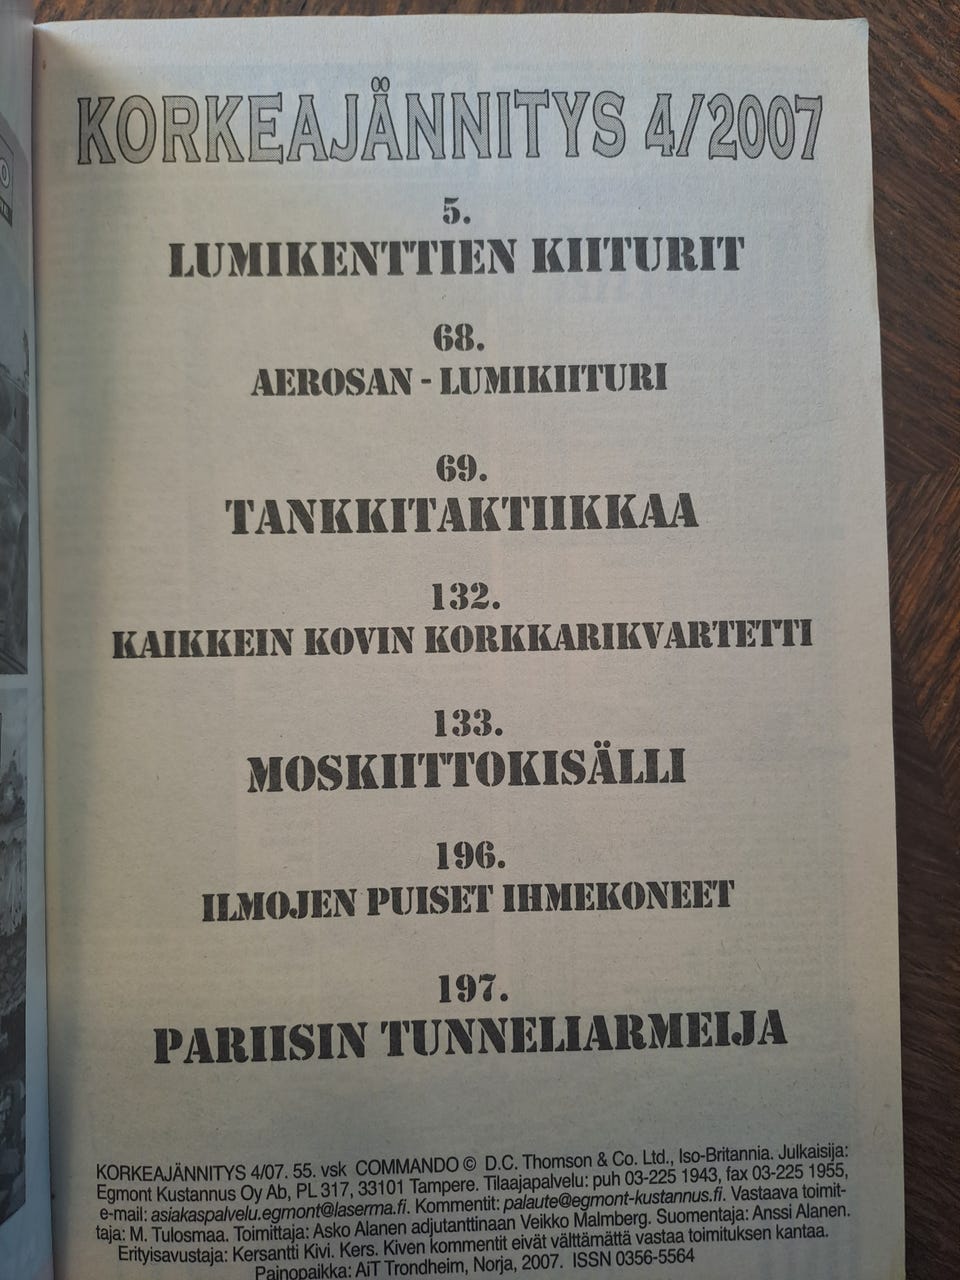 KORKEAJÄNNITYS 4/2007
5.
LUMIKENTTIEN KIITURIT
68.
AEROSAN - LUMIKIITURI
69.
TANKKITAKTIIKKAA
132.
KAIKKEIN KOVIN KORKKARIKVARTETTI
133.
MOSKIITTOKISÄLLI
196.
ILMOJEN PUISET IHMEKONEET
197.
PARIISIN TUNNELIARMEIJA
KORKEAJÄNNITYS 4/07. 55. vsk COMMANDO © D.C. Thomson & Co. Ltd., Iso-Britannia. Julkaisija:
Egmont Kustannus Oy Ab, PL 317, 33101 Tampere. Tilaajapalvelu: puh 03-225 1943, fax 03-225 1955,
e-mail: asiakaspalvelu.egmont@laserma.fi. Kommentit: palaute@egmont-kustannus.fi. Vastaava toimit-
taja: M. Tulosmaa. Toimittaja: Asko Alanen adjutanttinaan Veikko Malmberg. Suomentaja: Anssi Alanen.
Erityisavustaja: Kersantti Kivi. Kers. Kiven kommentit eivät välttämättä vastaa toimituksen kantaa.
Painopaikka: AiT Trondheim, Norja, 2007. ISSN 0356-5564